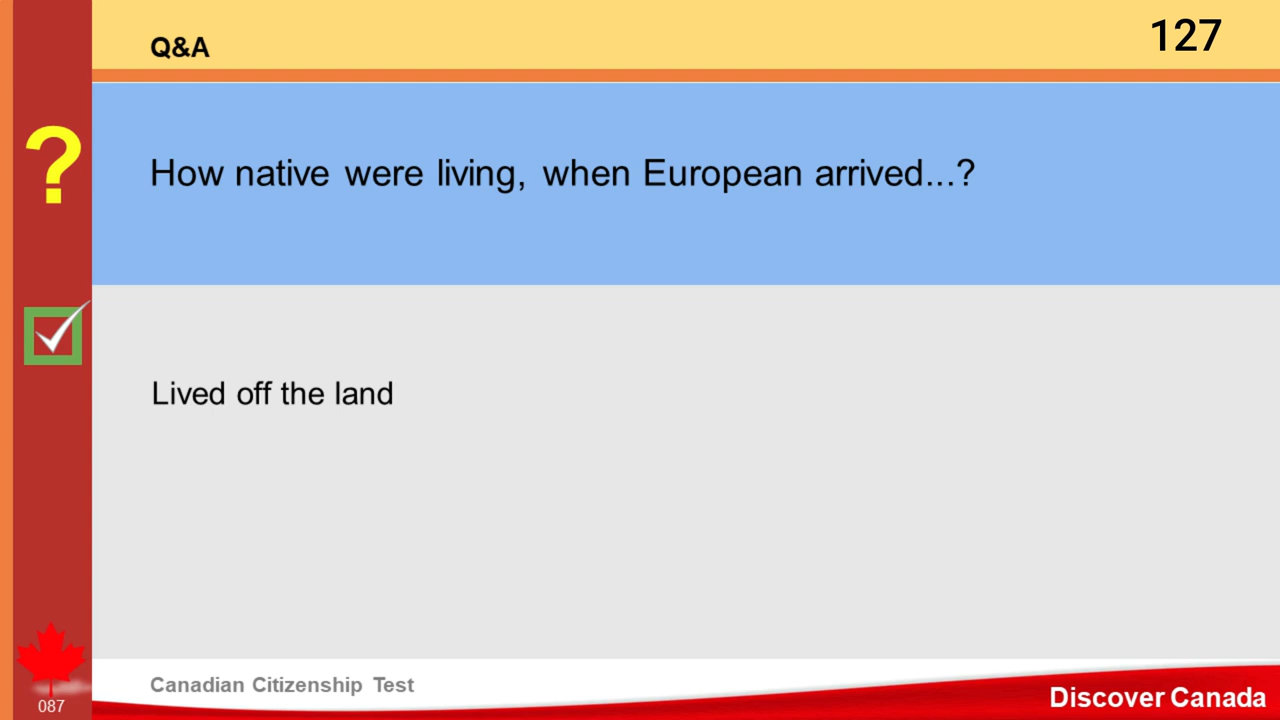 Q&A
127
?
How native were living, when European arrived...?
Lived off the land
087
Canadian Citizenship Test
Discover Canada